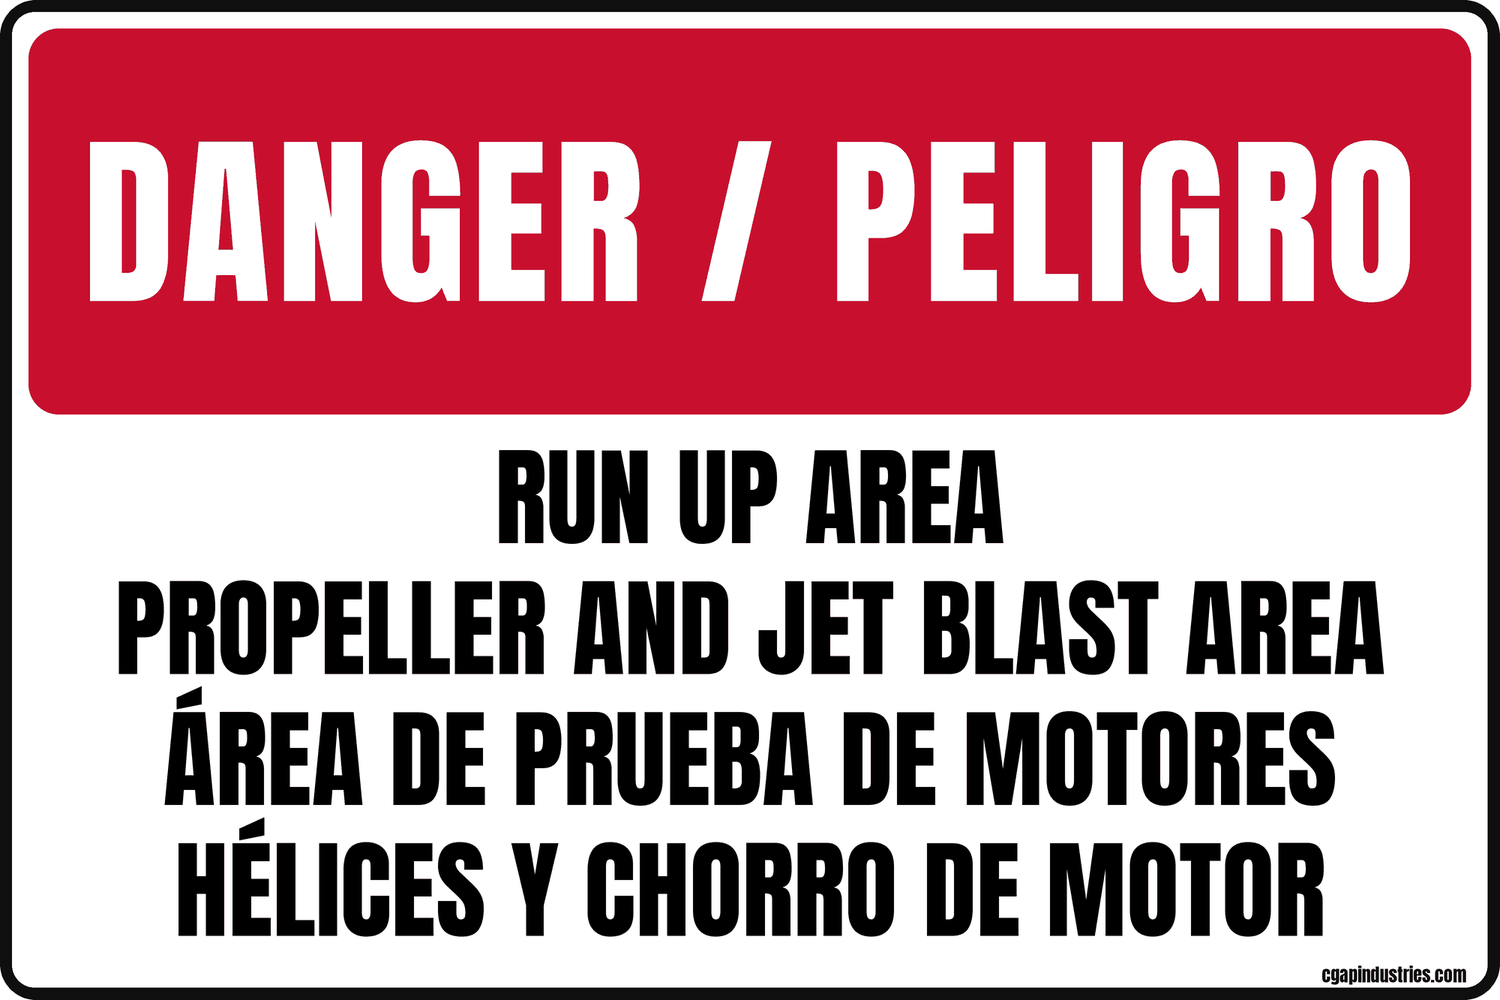 DANGER / PELIGRO
RUN UP AREA
PROPELLER AND JET BLAST AREA
ÁREA DE PRUEBA DE MOTORES
HÉLICES Y CHORRO DE MOTOR
cgapindustries.com